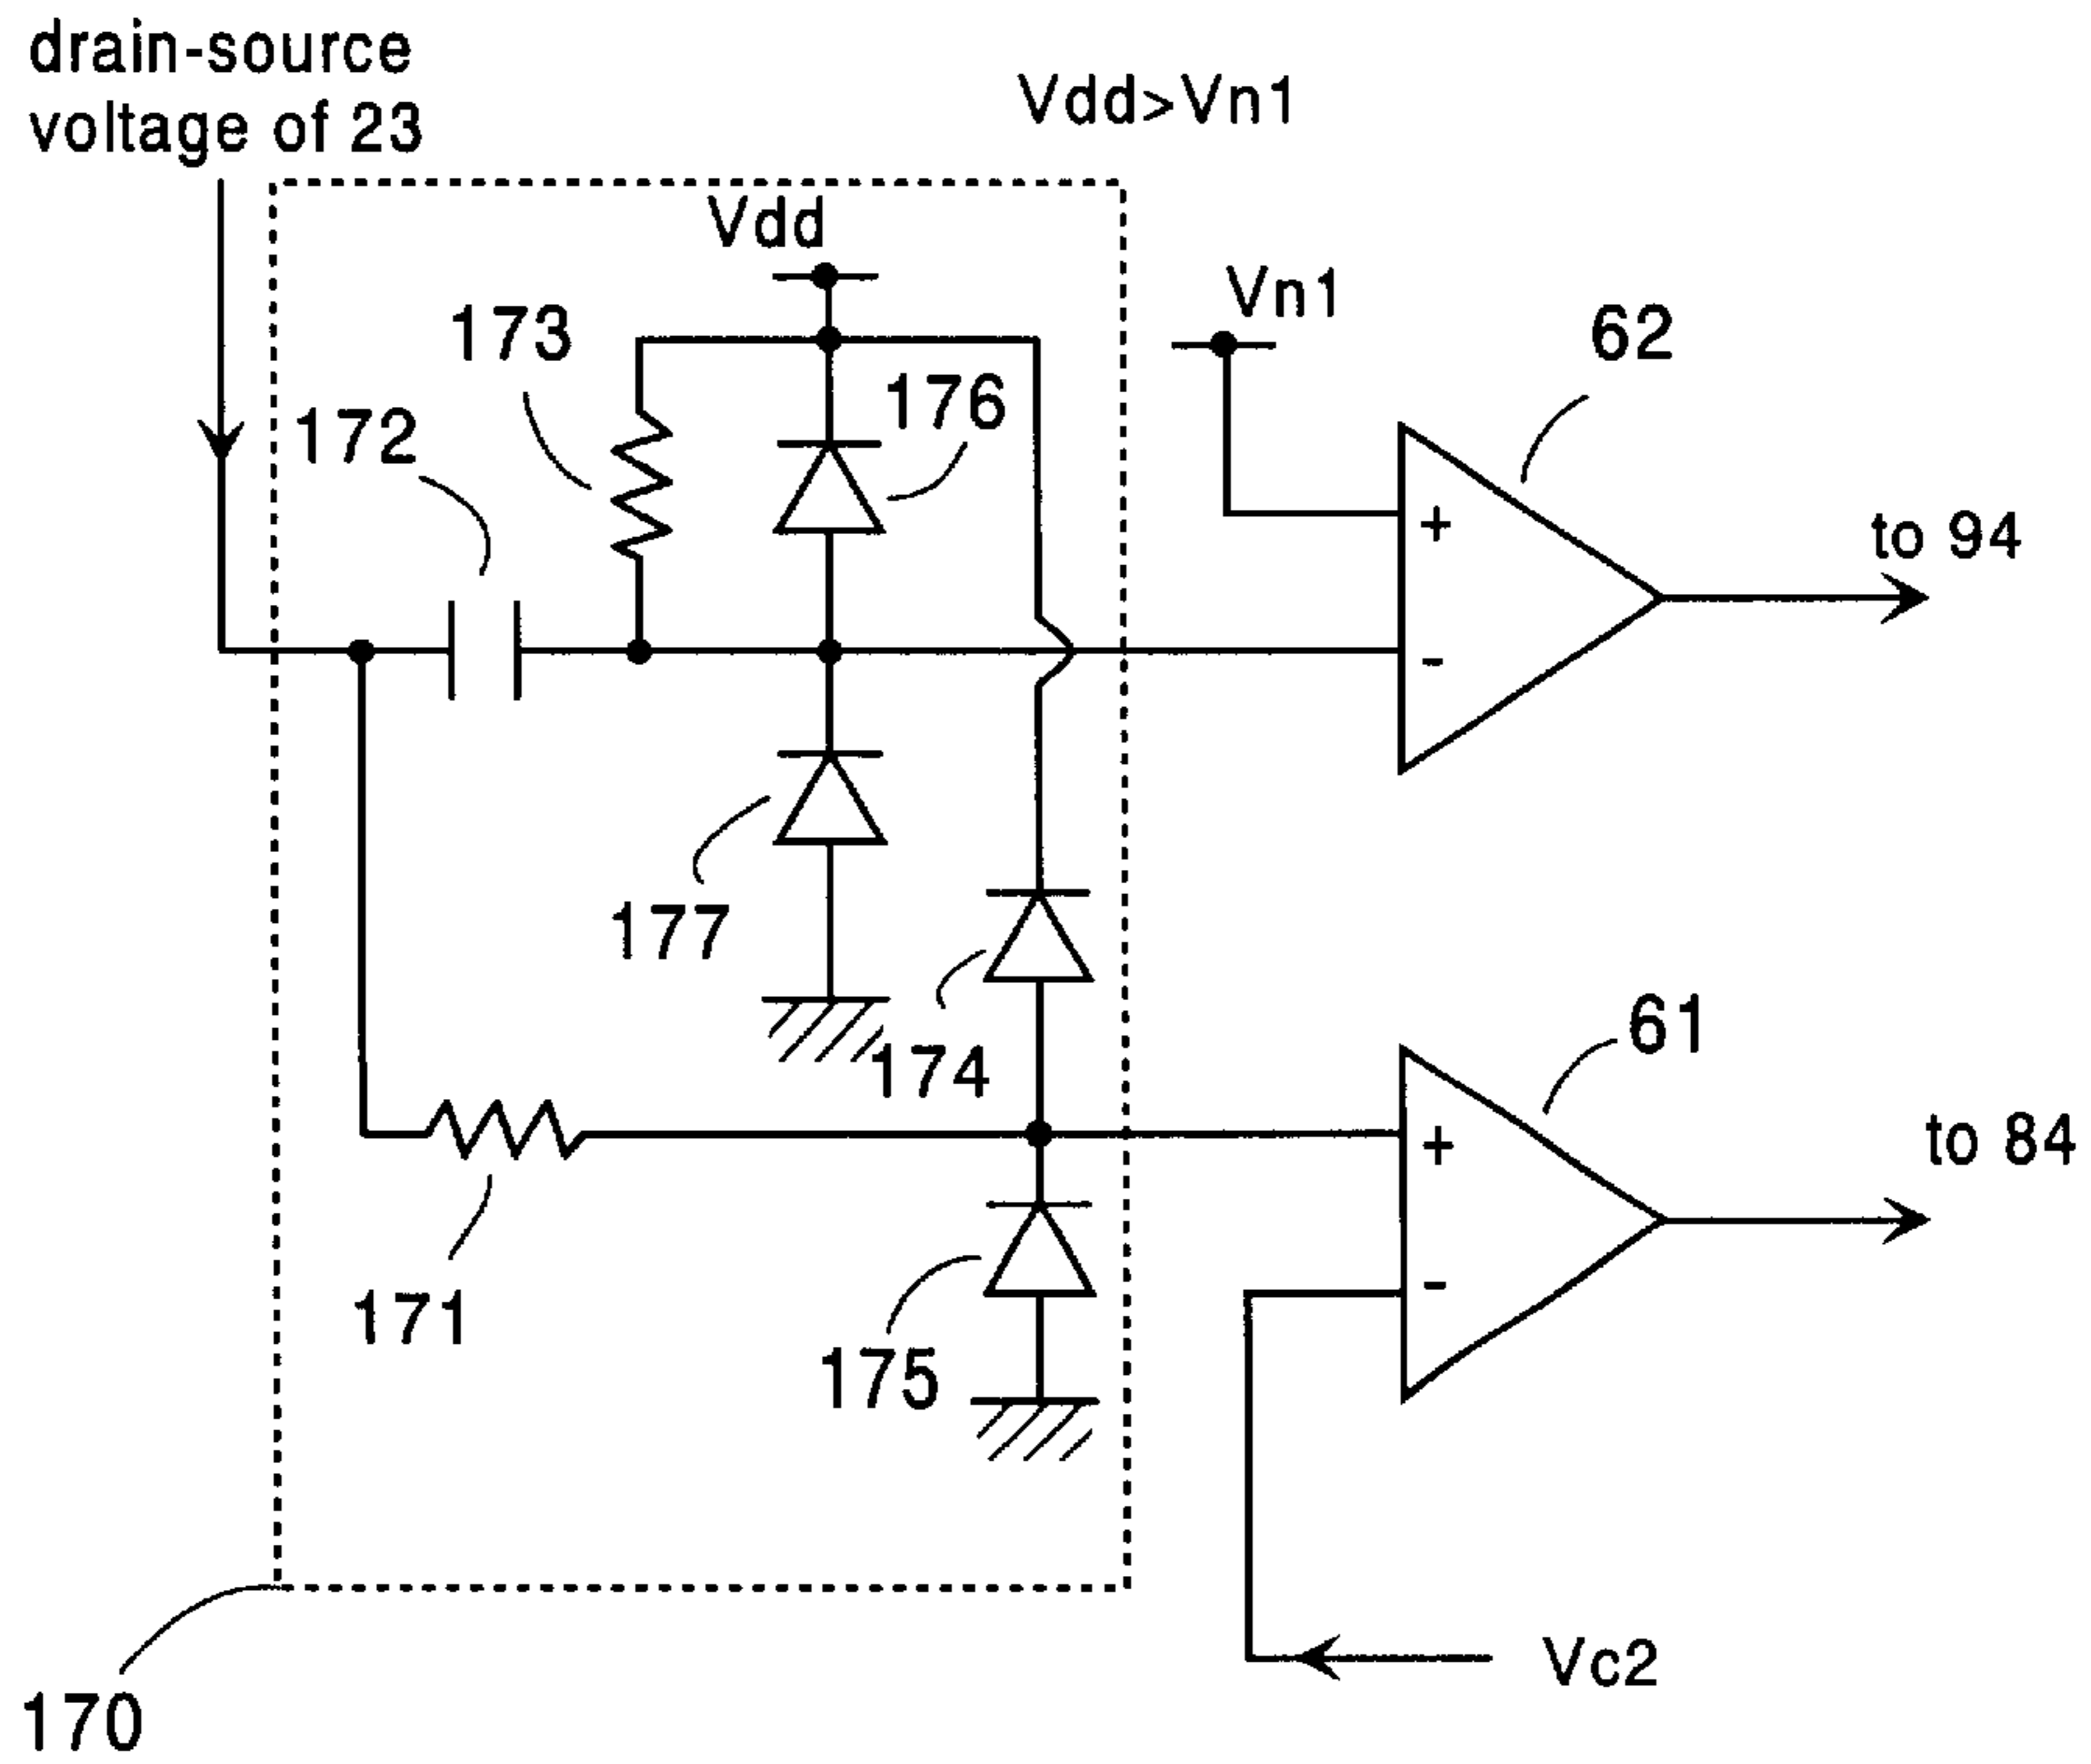 drain-source
voltage of 23
Vdd>Vn1
Vdd
Vn1
173
62
172
176
+
to 94
-
177
174
61
+
to 84
-
171
175
Vc2
170